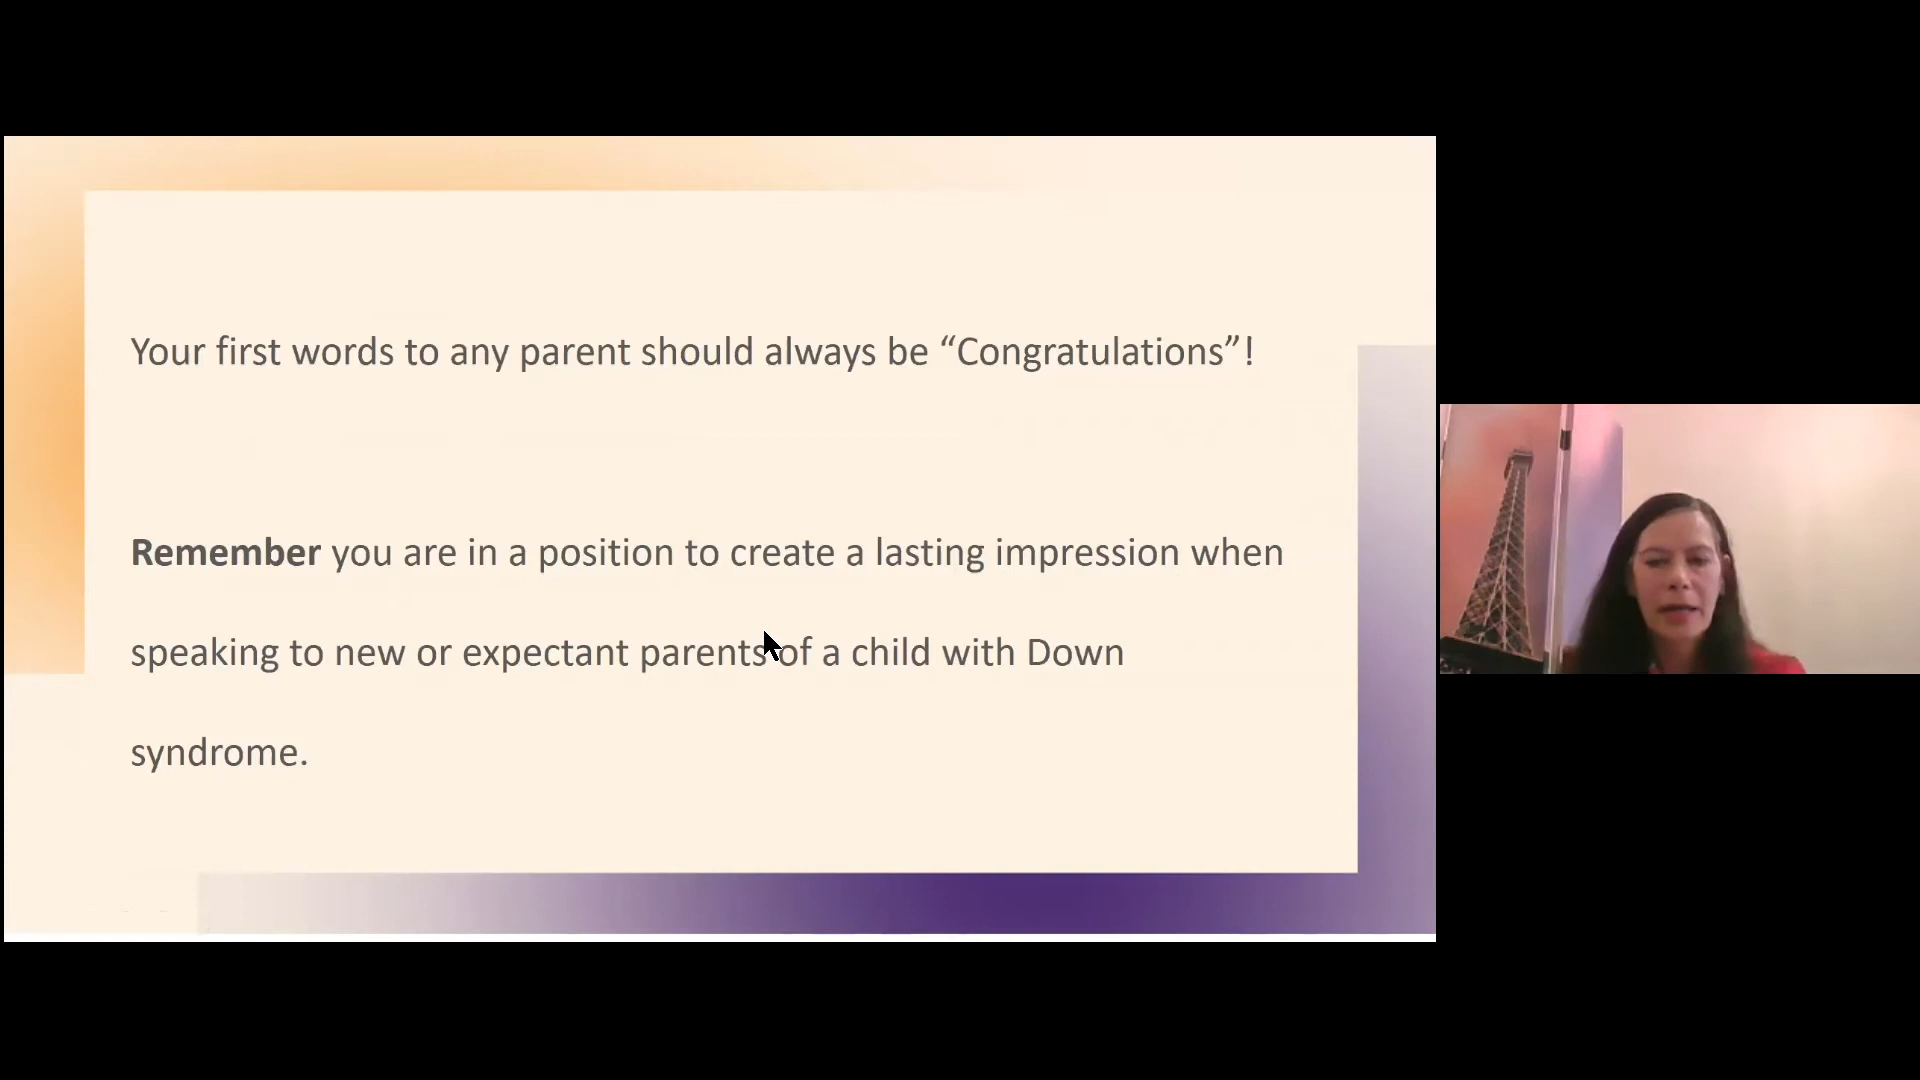 Your first words to any parent should always be “Congratulations”!
Remember you are in a position to create a lasting impression when
speaking to new or expectant parents of a child with Down
syndrome.